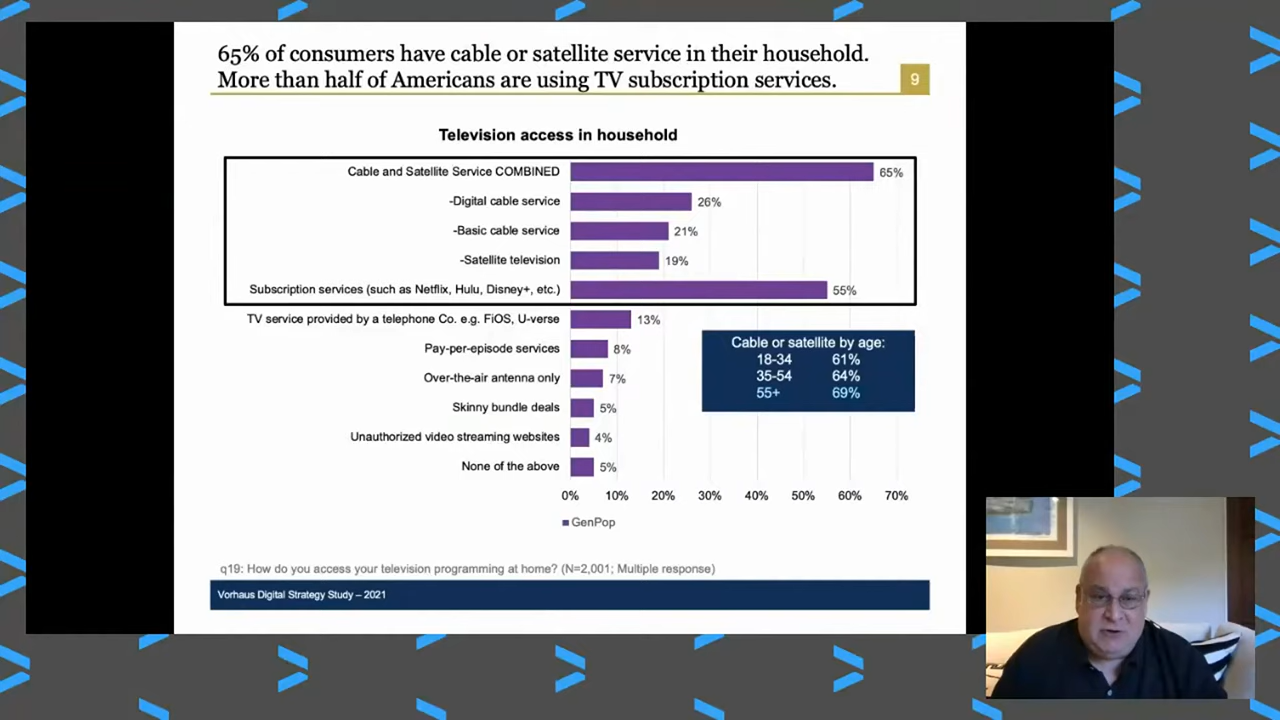 65% of consumers have cable or satellite service in their household.
More than half of Americans are using TV subscription services.
9
Television access in household
Cable and Satellite Service COMBINED 65%
-Digital cable service 26%
-Basic cable service 21%
-Satellite television 19%
Subscription services (such as Netflix, Hulu, Disney+, etc.) 55%
TV service provided by a telephone Co. e.g. FiOS, U-verse 13%
Pay-per-episode services 8%
Over-the-air antenna only 7%
Skinny bundle deals 5%
Unauthorized video streaming websites 4%
None of the above 5%
Cable or satellite by age:
18-34 61%
35-54 64%
55+ 69%
0% 10% 20% 30% 40% 50% 60% 70%
GenPop
q19: How do you access your television programming at home? (N=2,001; Multiple response)
Vorhaus Digital Strategy Study – 2021